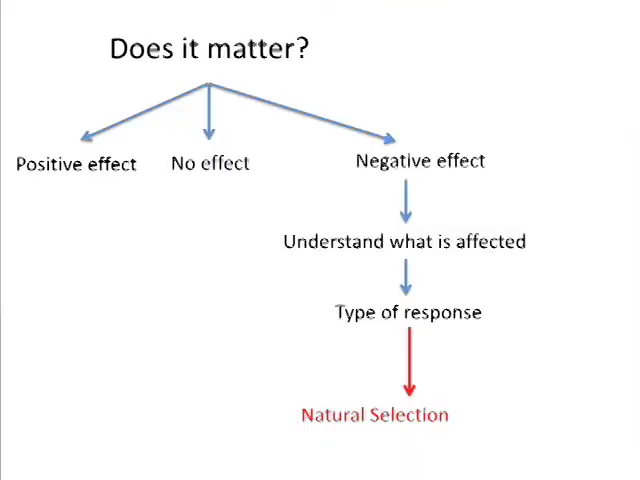 Does it matter?
Positive effect
No effect
Negative effect
Understand what is affected
Type of response
Natural Selection